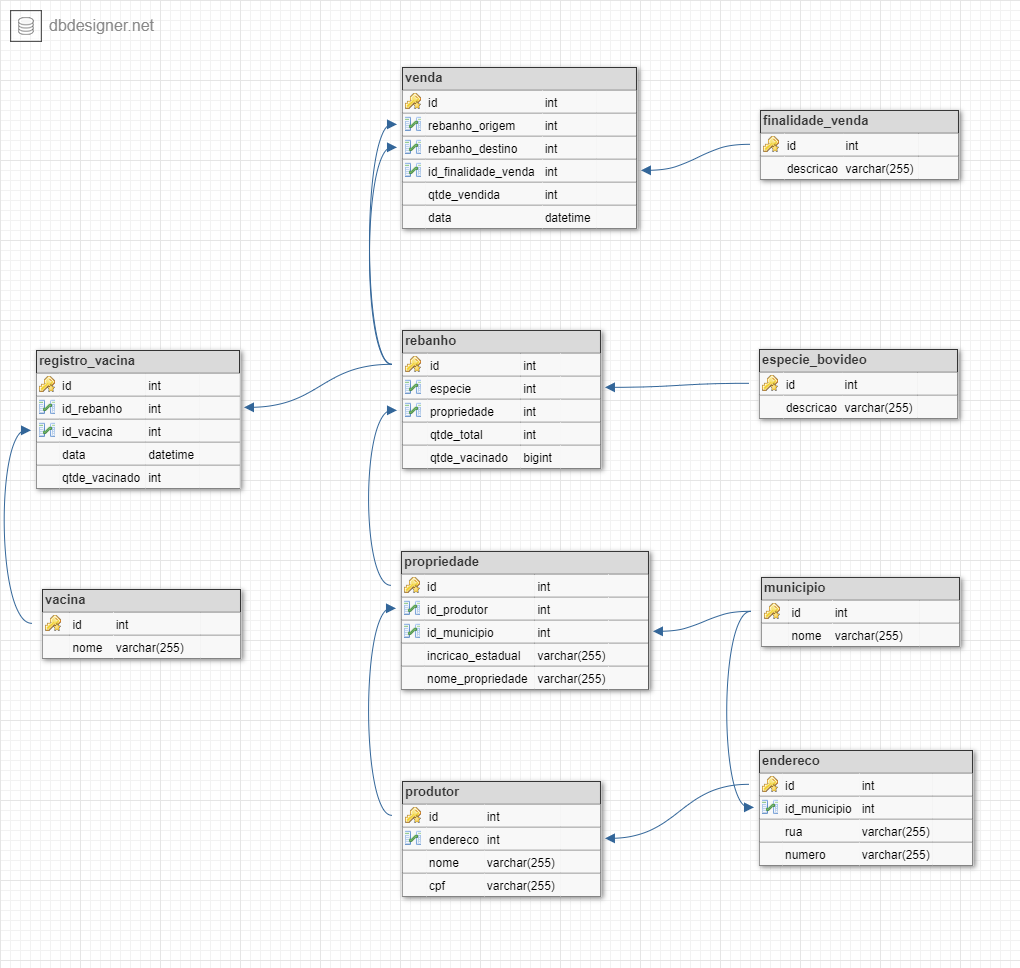 dbdesigner.net
venda
id int
rebanho_origem int
rebanho_destino int
id_finalidade_venda int
qtde_vendida int
data datetime
finalidade_venda
id int
descricao varchar(255)
registro_vacina
id int
id_rebanho int
id_vacina int
data datetime
qtde_vacinado int
rebanho
id int
especie int
propriedade int
qtde_total int
qtde_vacinado bigint
especie_bovideo
id int
descricao varchar(255)
vacina
id int
nome varchar(255)
propriedade
id int
id_produtor int
id_municipio int
incricao_estadual varchar(255)
nome_propriedade varchar(255)
municipio
id int
nome varchar(255)
produtor
id int
endereco int
nome varchar(255)
cpf varchar(255)
endereco
id int
id_municipio int
rua varchar(255)
numero varchar(255)